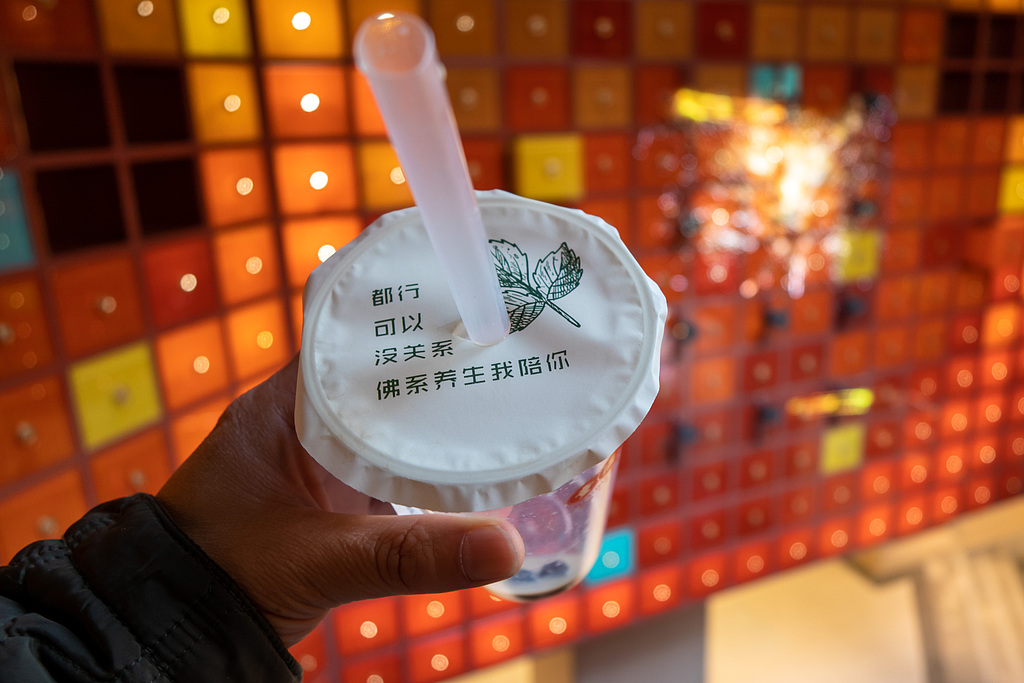 都行
可以
没关系
佛系养生我陪你